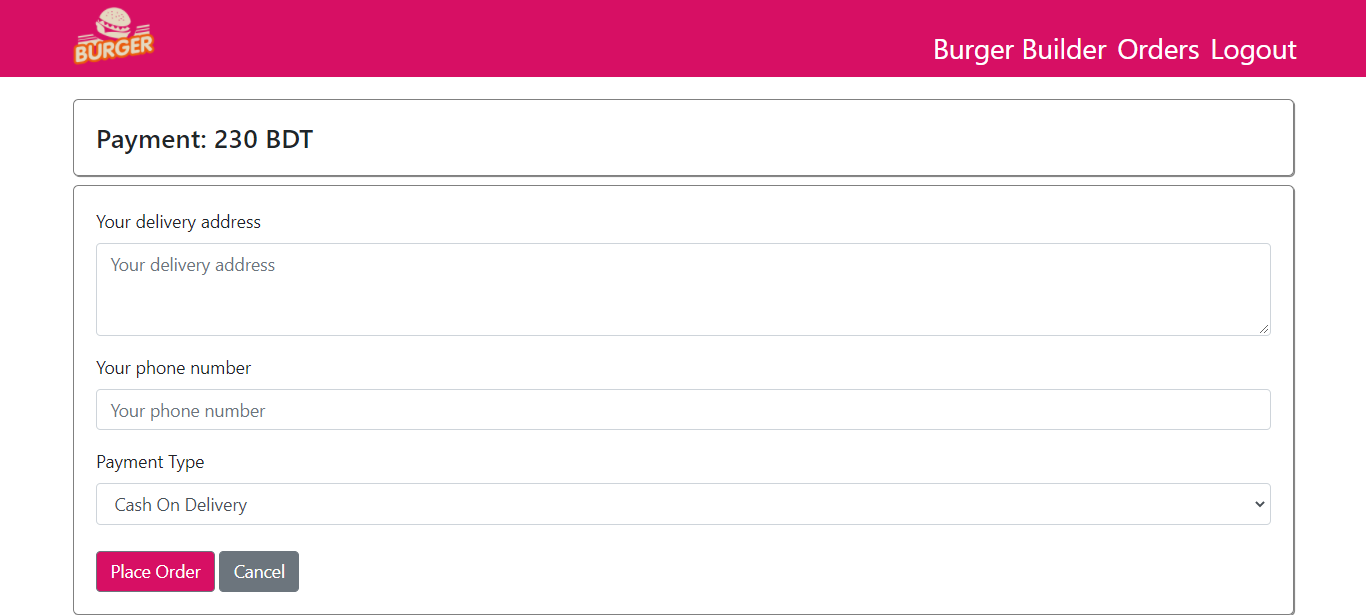 BURGER
Burger Builder Orders Logout
Payment: 230 BDT
Your delivery address
Your delivery address
Your phone number
Your phone number
Payment Type
Cash On Delivery
Place Order Cancel